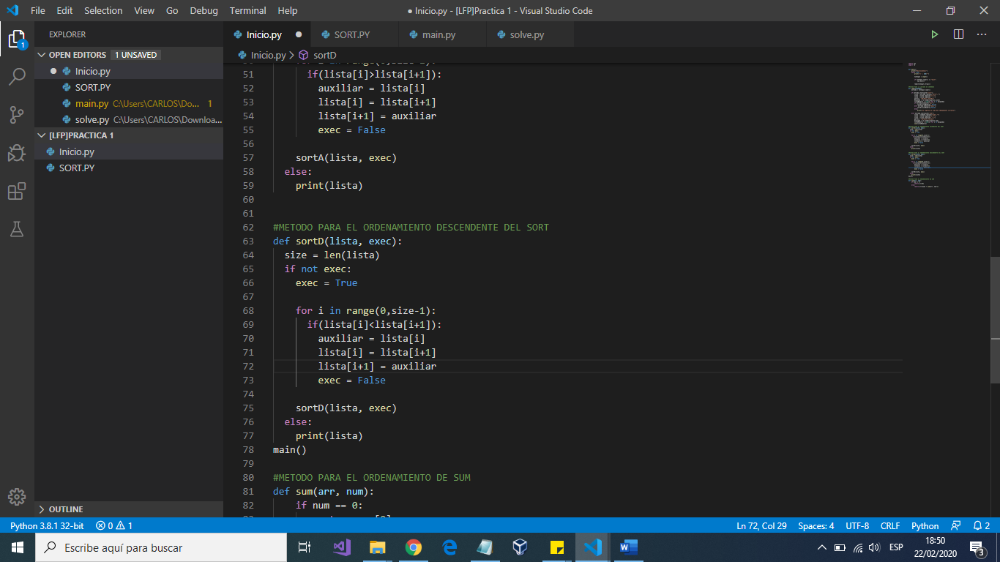 File Edit Selection View Go Debug Terminal Help
● Inicio.py - [LFP]Practica 1 - Visual Studio Code
EXPLORER
OPEN EDITORS 1 UNSAVED
Inicio.py
SORT.PY
main.py C:\Users\CARLOS\Do... 1
solve.py C:\Users\CARLOS\Downloa...
[LFP]PRACTICA 1
Inicio.py
SORT.PY
OUTLINE
1
Inicio.py SORT.PY main.py solve.py
Inicio.py > sortD
51 if(lista[i]>lista[i+1]):
52 auxiliar = lista[i]
53 lista[i] = lista[i+1]
54 lista[i+1] = auxiliar
55 exec = False
56
57 sortA(lista, exec)
58 else:
59 print(lista)
60
61
62 #METODO PARA EL ORDENAMIENTO DESCENDENTE DEL SORT
63 def sortD(lista, exec):
64 size = len(lista)
65 if not exec:
66 exec = True
67
68 for i in range(0,size-1):
69 if(lista[i]<lista[i+1]):
70 auxiliar = lista[i]
71 lista[i] = lista[i+1]
72 lista[i+1] = auxiliar
73 exec = False
74
75 sortD(lista, exec)
76 else:
77 print(lista)
78 main()
79
80 #METODO PARA EL ORDENAMIENTO DE SUM
81 def sum(arr, num):
82 if num == 0:
Python 3.8.1 32-bit 0 1 Ln 72, Col 29 Spaces: 4 UTF-8 CRLF Python 2
Escribe aquí para buscar
ESP
18:50
22/02/2020
3